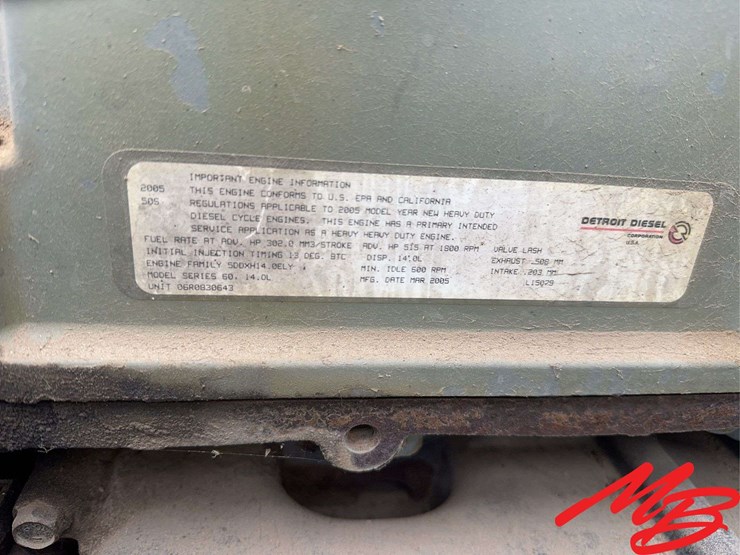 IMPORTANT ENGINE INFORMATION
2005 THIS ENGINE CONFORMS TO U.S. EPA AND CALIFORNIA
50S REGULATIONS APPLICABLE TO 2005 MODEL YEAR NEW HEAVY DUTY
DIESEL CYCLE ENGINES. THIS ENGINE HAS A PRIMARY INTENDED
SERVICE APPLICATION AS A HEAVY HEAVY DUTY ENGINE.
FUEL RATE AT ADV. HP 302.0 MM3/STROKE ADV. HP 515 AT 1800 RPM VALVE LASH
INITIAL INJECTION TIMING 13 DEG. BTC DISP. 14.0L EXHAUST .508 MM
ENGINE FAMILY 5DDXH14.0ELY MIN. IDLE 600 RPM INTAKE .203 MM
MODEL SERIES 60, 14.0L MFG. DATE MAR 2005 L15079
UNIT 06R0830643
DETROIT DIESEL
CORPORATION
U.S.A.
MB